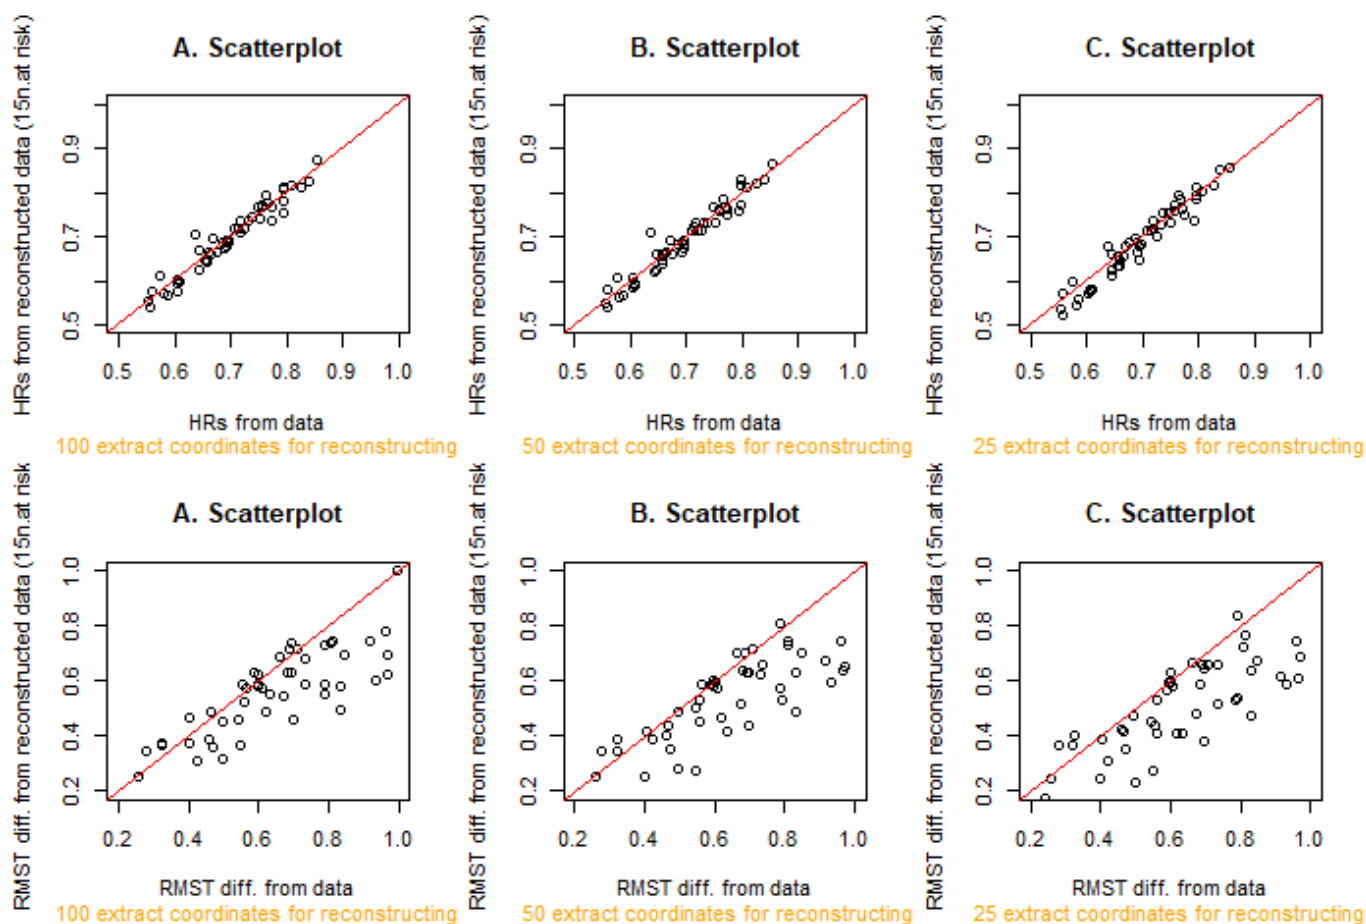 A. Scatterplot
HRs from reconstructed data (15n.at risk)
0.5 0.7 0.9
0.5 0.6 0.7 0.8 0.9 1.0
HRs from data
100 extract coordinates for reconstructing
B. Scatterplot
HRs from reconstructed data (15n.at risk)
0.5 0.7 0.9
0.5 0.6 0.7 0.8 0.9 1.0
HRs from data
50 extract coordinates for reconstructing
C. Scatterplot
HRs from reconstructed data (15n.at risk)
0.5 0.7 0.9
0.5 0.6 0.7 0.8 0.9 1.0
HRs from data
25 extract coordinates for reconstructing
A. Scatterplot
RMST diff. from reconstructed data (15n.at risk
0.2 0.4 0.6 0.8 1.0
0.2 0.4 0.6 0.8 1.0
RMST diff. from data
100 extract coordinates for reconstructing
B. Scatterplot
RMST diff. from reconstructed data (15n.at risk
0.2 0.4 0.6 0.8 1.0
0.2 0.4 0.6 0.8 1.0
RMST diff. from data
50 extract coordinates for reconstructing
C. Scatterplot
RMST diff. from reconstructed data (15n.at risk
0.2 0.4 0.6 0.8 1.0
0.2 0.4 0.6 0.8 1.0
RMST diff. from data
25 extract coordinates for reconstructing